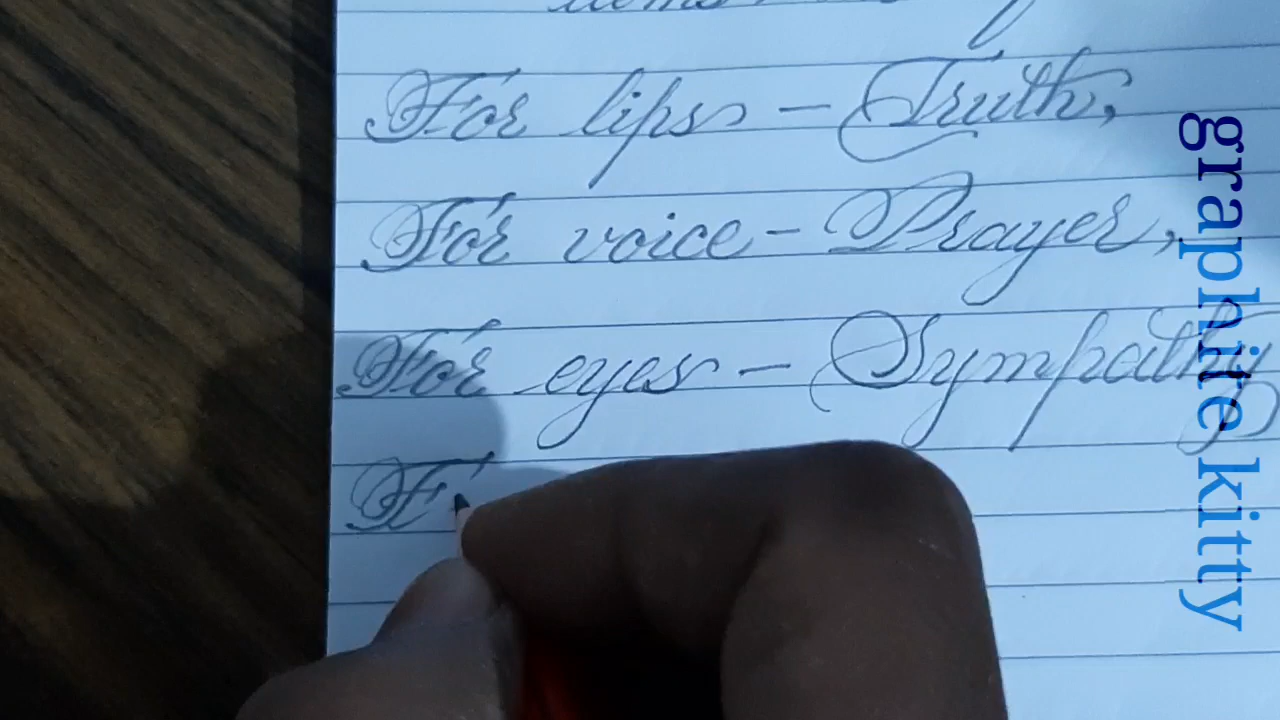 For lips – Truth,
For voice – Prayer,
For eyes – Sympathy
F
graphite kitty